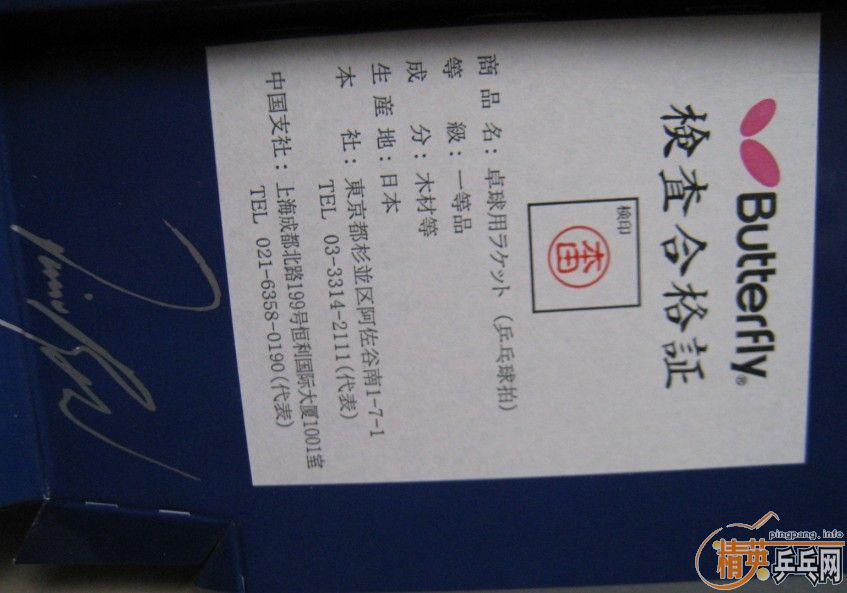 Butterfly®
検査合格証
検印
本田
商品名：卓球用ラケット（乒乓球拍）
等級：一等品
成分：木材等
生産地：日本
本社：東京都杉並区阿佐谷南1-7-1
TEL 03-3314-2111(代表)
中国支社：上海成都北路199号恒利国际大厦1001室
TEL 021-6358-0190(代表)
pingpang.info
精英乒乓网